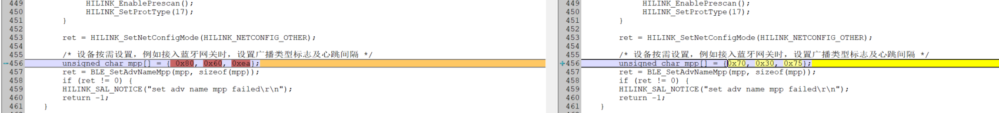 449 HILINK_EnablePrescan();
450 HILINK_SetProtType(17);
451 }
452
453 ret = HILINK_SetNetConfigMode(HILINK_NETCONFIG_OTHER);
454
455 /* 设备按需设置，例如接入蓝牙网关时，设置广播类型标志及心跳间隔 */
456 unsigned char mpp[] = { 0x80, 0x60, 0xea};
457 ret = BLE_SetAdvNameMpp(mpp, sizeof(mpp));
458 if (ret != 0) {
459 HILINK_SAL_NOTICE("set adv name mpp failed\r\n");
460 return -1;
461 }
449 HILINK_EnablePrescan();
450 HILINK_SetProtType(17);
451 }
452
453 ret = HILINK_SetNetConfigMode(HILINK_NETCONFIG_OTHER);
454
455 /* 设备按需设置，例如接入蓝牙网关时，设置广播类型标志及心跳间隔 */
456 unsigned char mpp[] = {0x70, 0x30, 0x75};
457 ret = BLE_SetAdvNameMpp(mpp, sizeof(mpp));
458 if (ret != 0) {
459 HILINK_SAL_NOTICE("set adv name mpp failed\r\n");
460 return -1;
461 }